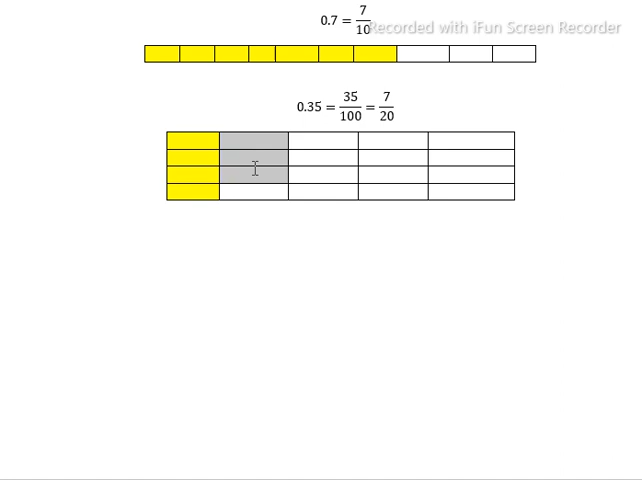 0.7 = 7/10
Recorded with iFun Screen Recorder
0.35 = 35/100 = 7/20